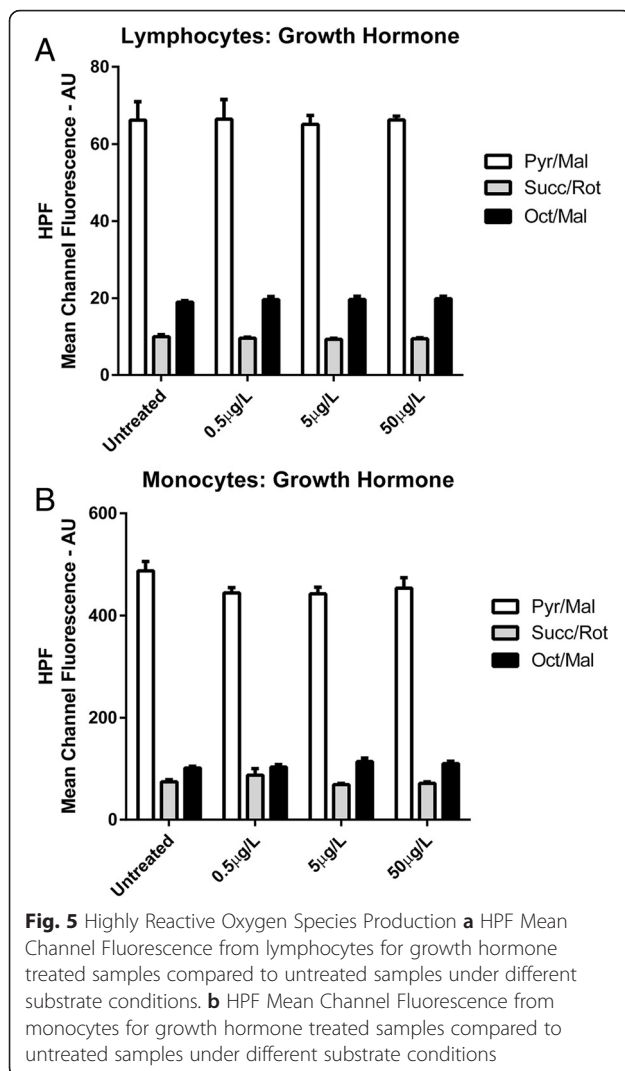 A
Lymphocytes: Growth Hormone
HPF
Mean Channel Fluorescence - AU
80
60
40
20
0
Untreated
0.5µg/L
5µg/L
50µg/L
Pyr/Mal
Succ/Rot
Oct/Mal
B
Monocytes: Growth Hormone
HPF
Mean Channel Fluorescence - AU
600
400
200
0
Untreated
0.5µg/L
5µg/L
50µg/L
Pyr/Mal
Succ/Rot
Oct/Mal
Fig. 5 Highly Reactive Oxygen Species Production a HPF Mean
Channel Fluorescence from lymphocytes for growth hormone
treated samples compared to untreated samples under different
substrate conditions. b HPF Mean Channel Fluorescence from
monocytes for growth hormone treated samples compared to
untreated samples under different substrate conditions